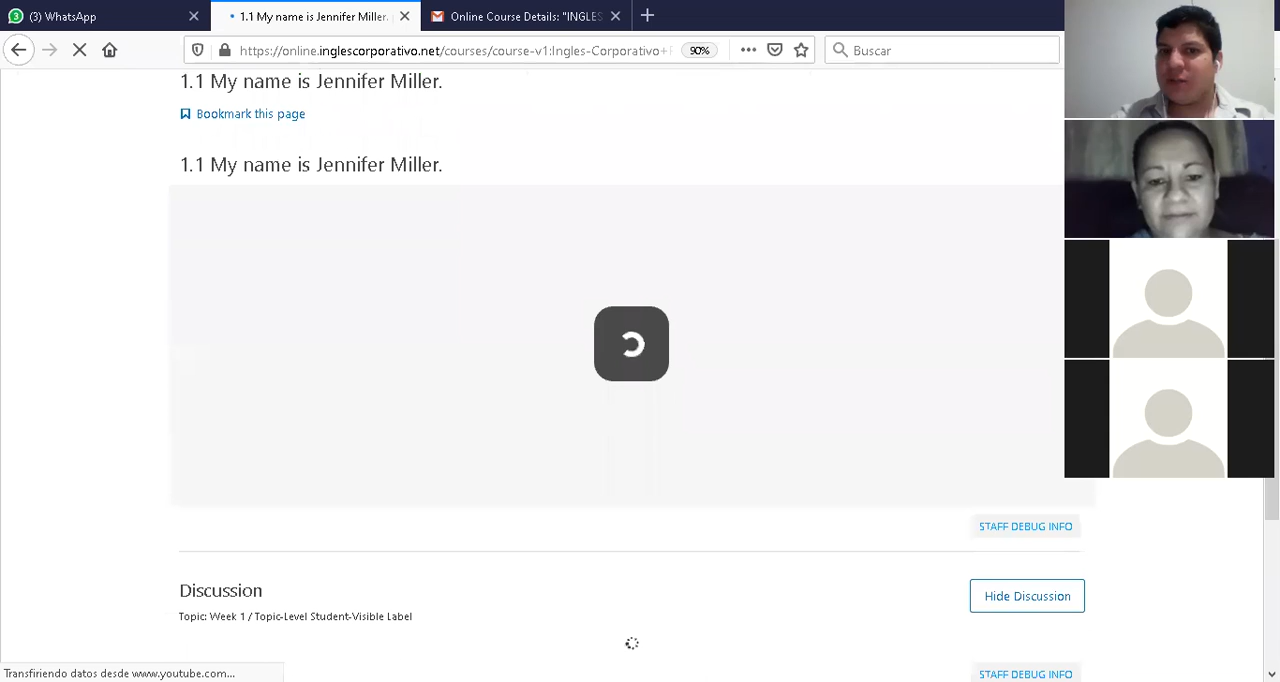 (3) WhatsApp
1.1 My name is Jennifer Miller.
Online Course Details: "INGLES
https://online.inglescorporativo.net/courses/course-v1:Ingles-Corporativo+
90%
Buscar
1.1 My name is Jennifer Miller.
Bookmark this page
1.1 My name is Jennifer Miller.
STAFF DEBUG INFO
Discussion
Hide Discussion
Topic: Week 1 / Topic-Level Student-Visible Label
Transfiriendo datos desde www.youtube.com...
STAFF DEBUG INFO